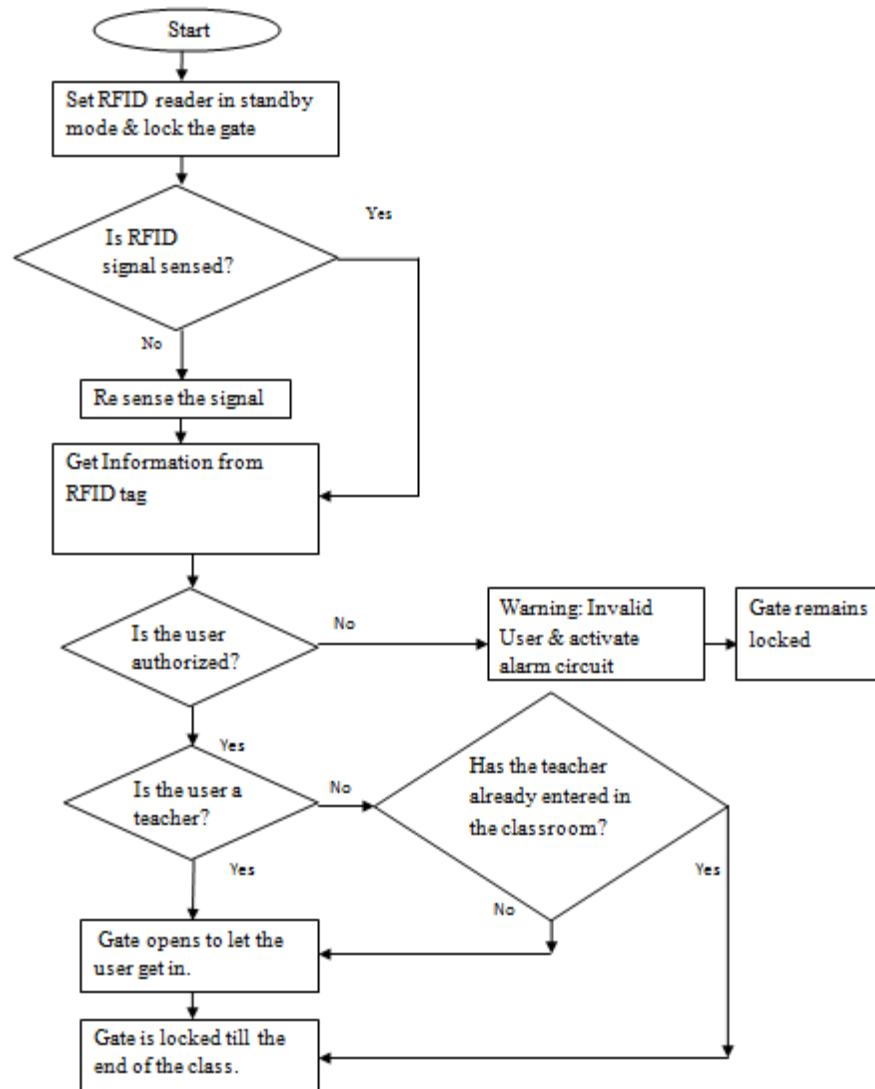 Start
Set RFID reader in standby
mode & lock the gate
Is RFID
signal sensed?
Yes
No
Re sense the signal
Get Information from
RFID tag
Is the user
authorized?
No
Warning: Invalid
User & activate
alarm circuit
Gate remains
locked
Yes
Is the user a
teacher?
No
Has the teacher
already entered in
the classroom?
Yes
Yes
No
Gate opens to let the
user get in.
Gate is locked till the
end of the class.